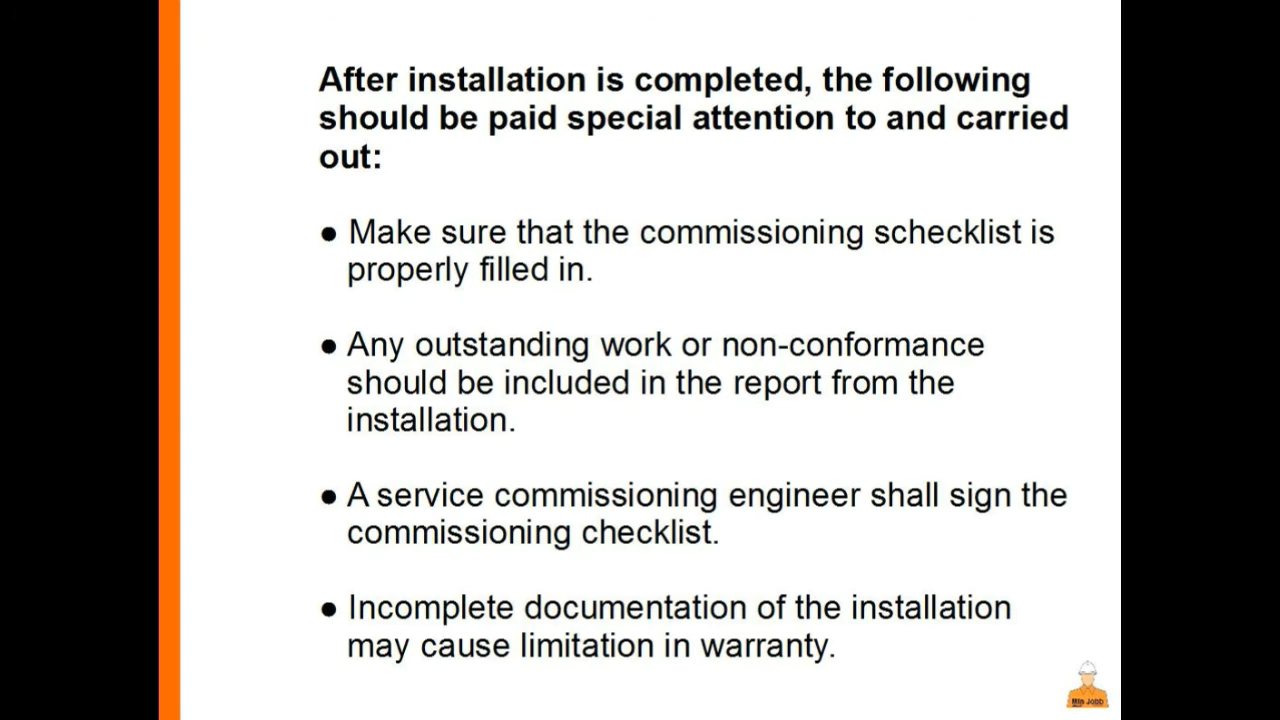 After installation is completed, the following
should be paid special attention to and carried
out:
● Make sure that the commissioning schecklist is
properly filled in.
● Any outstanding work or non-conformance
should be included in the report from the
installation.
● A service commissioning engineer shall sign the
commissioning checklist.
● Incomplete documentation of the installation
may cause limitation in warranty.